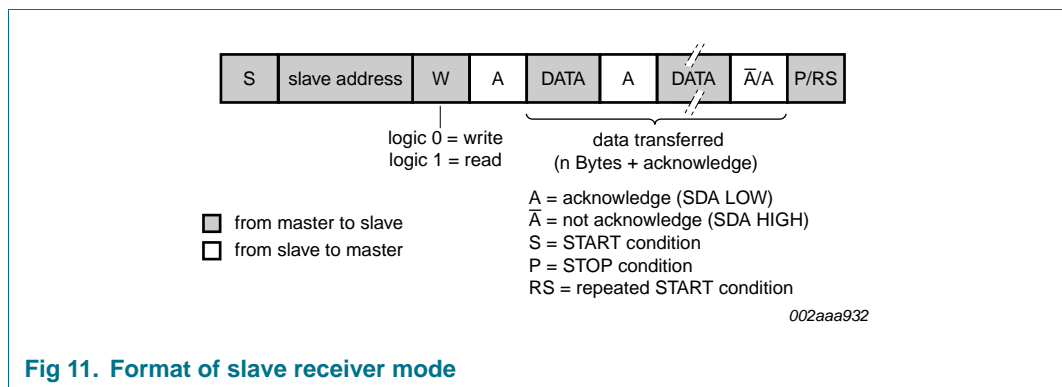 S slave address W A DATA A DATA A̅/A P/RS
logic 0 = write
logic 1 = read
data transferred
(n Bytes + acknowledge)
A = acknowledge (SDA LOW)
A̅ = not acknowledge (SDA HIGH)
S = START condition
P = STOP condition
RS = repeated START condition
from master to slave
from slave to master
002aaa932
Fig 11. Format of slave receiver mode